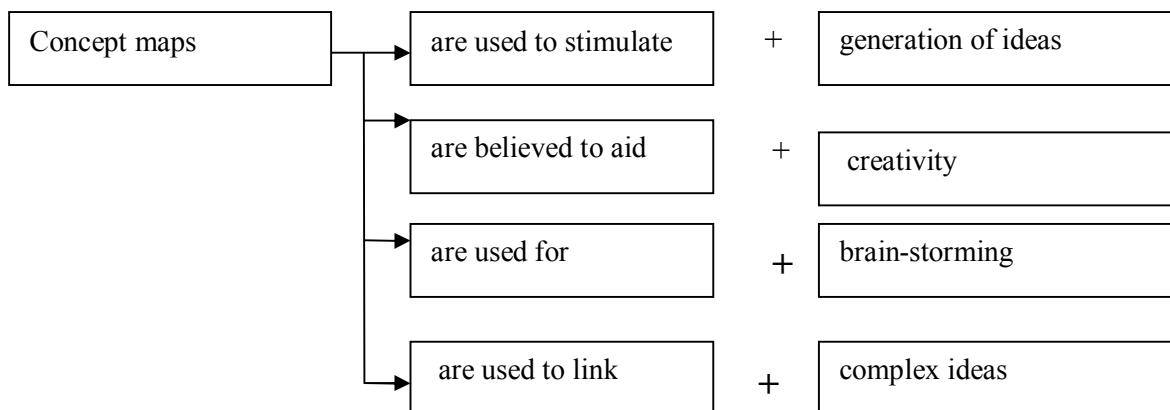 Concept maps
are used to stimulate + generation of ideas
are believed to aid + creativity
are used for + brain-storming
are used to link + complex ideas